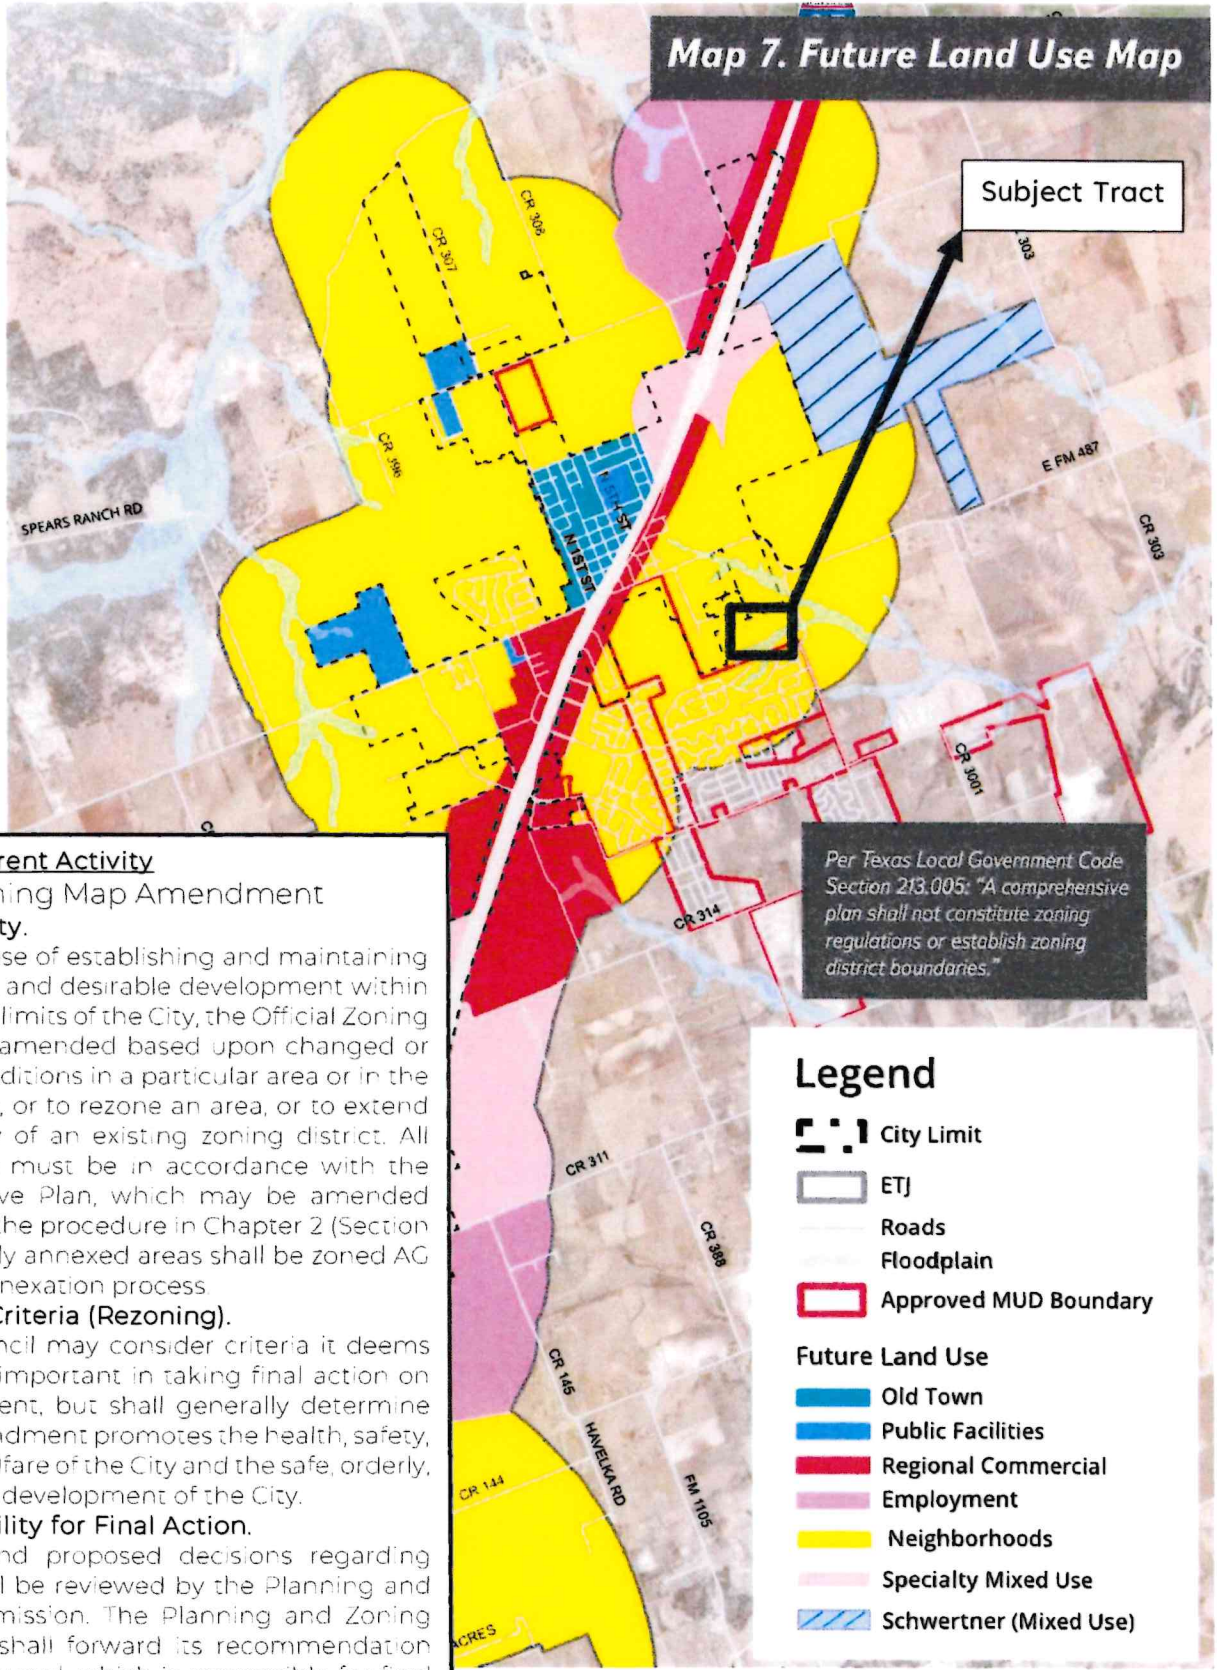 Map 7. Future Land Use Map
Subject Tract
303
CR 308
CR 307
CR 396
SPEARS RANCH RD
N 5TH ST
N 1ST ST
E FM 487
CR 303
CR 3001
CR 314
Per Texas Local Government Code
Section 213.005: "A comprehensive
plan shall not constitute zoning
regulations or establish zoning
district boundaries."
rent Activity
ning Map Amendment
ty.
se of establishing and maintaining
and desirable development within
limits of the City, the Official Zoning
amended based upon changed or
ditions in a particular area or in the
, or to rezone an area, or to extend
of an existing zoning district. All
must be in accordance with the
ve Plan, which may be amended
he procedure in Chapter 2 (Section
ly annexed areas shall be zoned AG
nexation process.
Criteria (Rezoning).
ncil may consider criteria it deems
important in taking final action on
ent, but shall generally determine
ndment promotes the health, safety,
lfare of the City and the safe, orderly,
development of the City.
ility for Final Action.
nd proposed decisions regarding
l be reviewed by the Planning and
mission. The Planning and Zoning
shall forward its recommendation
CR 311
CR 388
CR 145
HAVELKA RD
CR 144
FM 1105
ACRES
Legend
City Limit
ETJ
Roads
Floodplain
Approved MUD Boundary
Future Land Use
Old Town
Public Facilities
Regional Commercial
Employment
Neighborhoods
Specialty Mixed Use
Schwertner (Mixed Use)